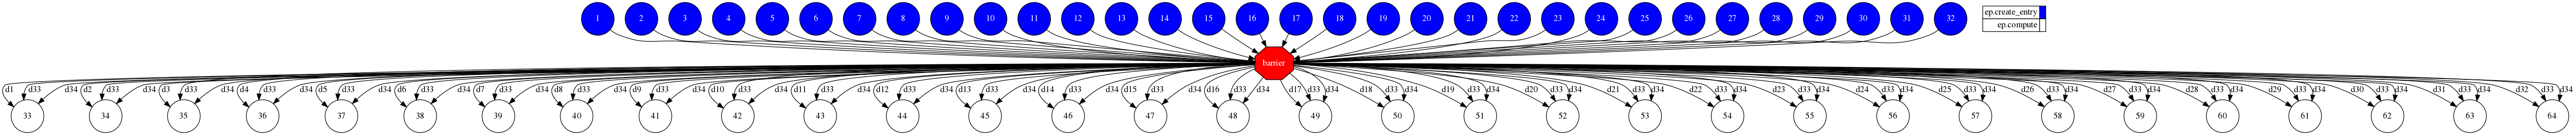 1 2 3 4 5 6 7 8 9 10 11 12 13 14 15 16 17 18 19 20 21 22 23 24 25 26 27 28 29 30 31 32 ep.create_entry
ep.compute
barrier
d1 d33 d34 d2 d33 d34 d3 d33 d34 d4 d33 d34 d5 d33 d34 d6 d33 d34 d7 d33 d34 d8 d33 d34 d9 d33 d34 d10 d33 d34 d11 d33 d34 d12 d33 d34 d13 d33 d34 d14 d33 d34 d15 d33 d34 d16 d33 d34 d17 d33 d34 d18 d33 d34 d19 d33 d34 d20 d33 d34 d21 d33 d34 d22 d33 d34 d23 d33 d34 d24 d33 d34 d25 d33 d34 d26 d33 d34 d27 d33 d34 d28 d33 d34 d29 d33 d34 d30 d33 d34 d31 d33 d34 d32 d33 d34
33 34 35 36 37 38 39 40 41 42 43 44 45 46 47 48 49 50 51 52 53 54 55 56 57 58 59 60 61 62 63 64